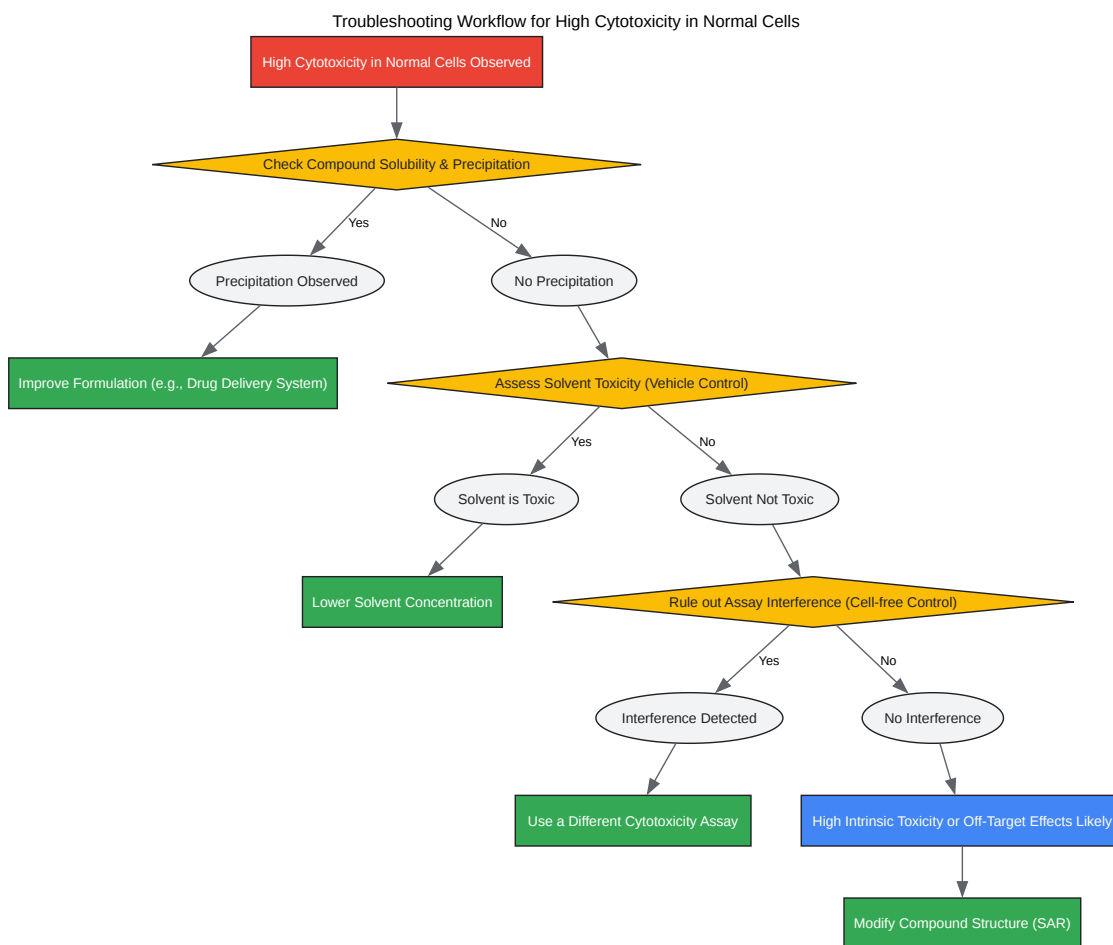 Troubleshooting Workflow for High Cytotoxicity in Normal Cells
High Cytotoxicity in Normal Cells Observed
Check Compound Solubility & Precipitation
Yes
No
Precipitation Observed
No Precipitation
Improve Formulation (e.g., Drug Delivery System)
Assess Solvent Toxicity (Vehicle Control)
Yes
No
Solvent is Toxic
Solvent Not Toxic
Lower Solvent Concentration
Rule out Assay Interference (Cell-free Control)
Yes
No
Interference Detected
No Interference
Use a Different Cytotoxicity Assay
High Intrinsic Toxicity or Off-Target Effects Likely
Modify Compound Structure (SAR)